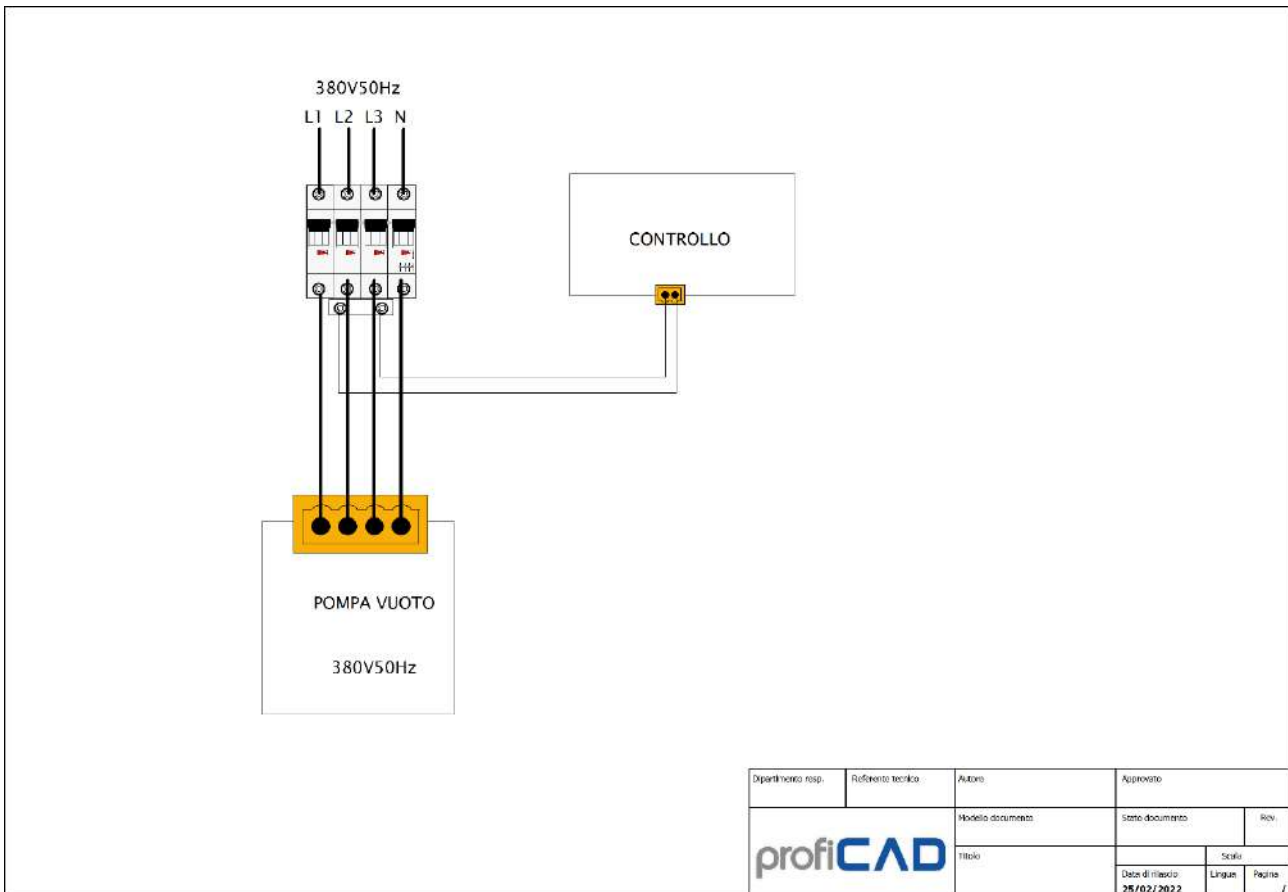 380V50Hz
L1 L2 L3 N
CONTROLLO
POMPA VUOTO
380V50Hz
Dipartimento resp. Referente tecnico Autore Approvato
Modello documento Stato documento Rev.
profiCAD
Titolo Scala
Data di rilascio Lingua Pagina
25/02/2022 /